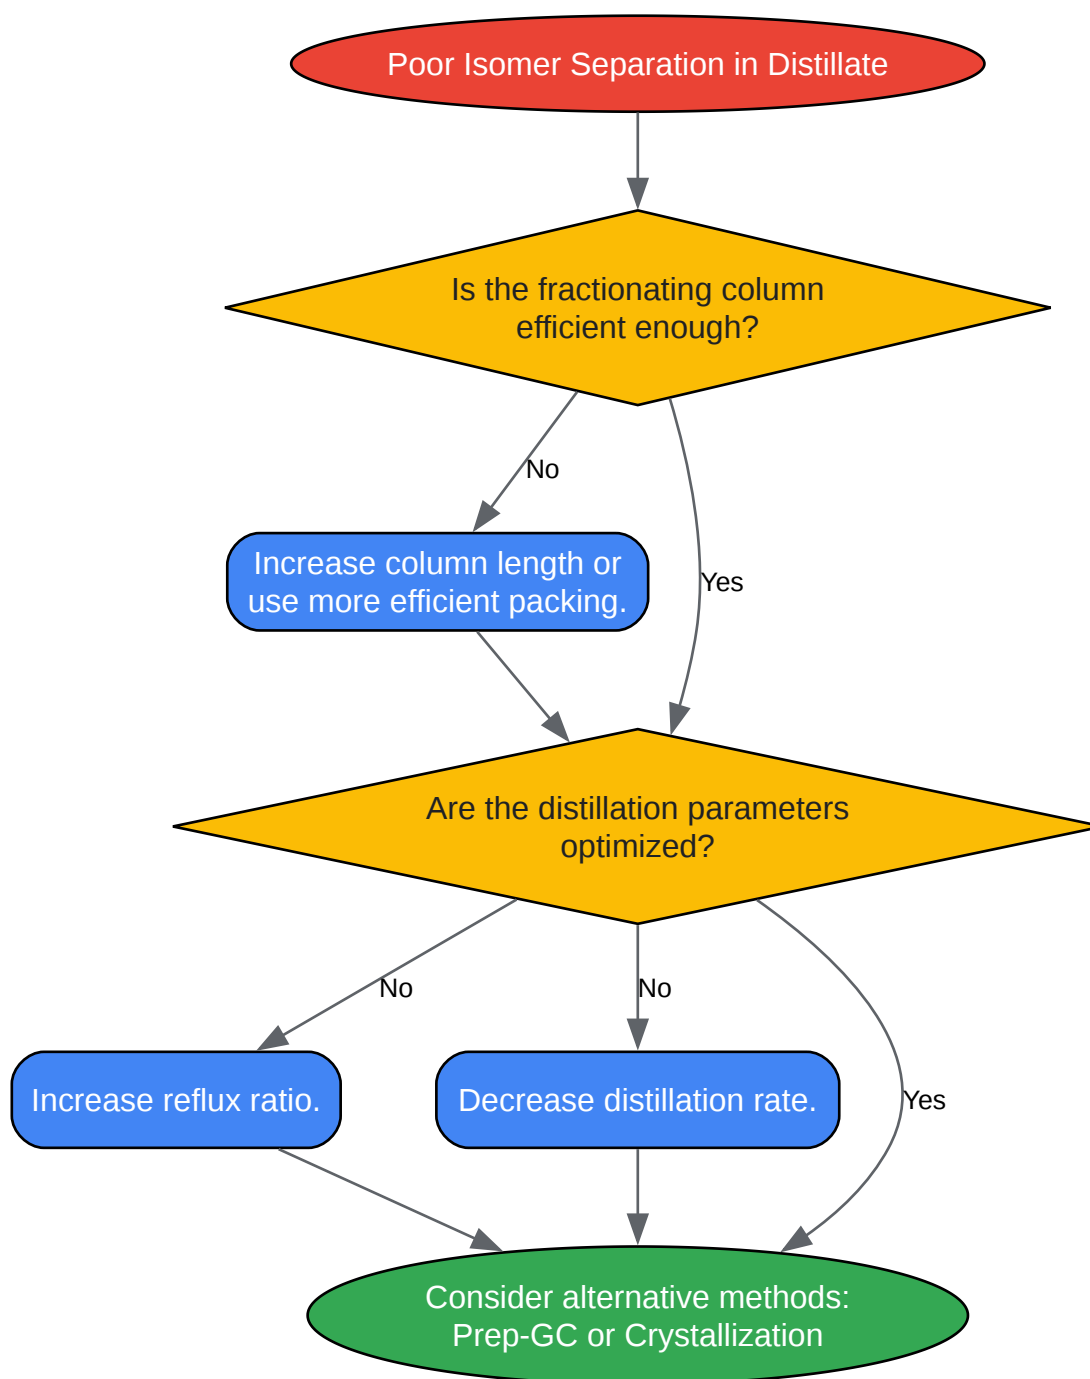 Poor Isomer Separation in Distillate
Is the fractionating column
efficient enough?
No
Yes
Increase column length or
use more efficient packing.
Are the distillation parameters
optimized?
No
No
Yes
Increase reflux ratio.
Decrease distillation rate.
Consider alternative methods:
Prep-GC or Crystallization